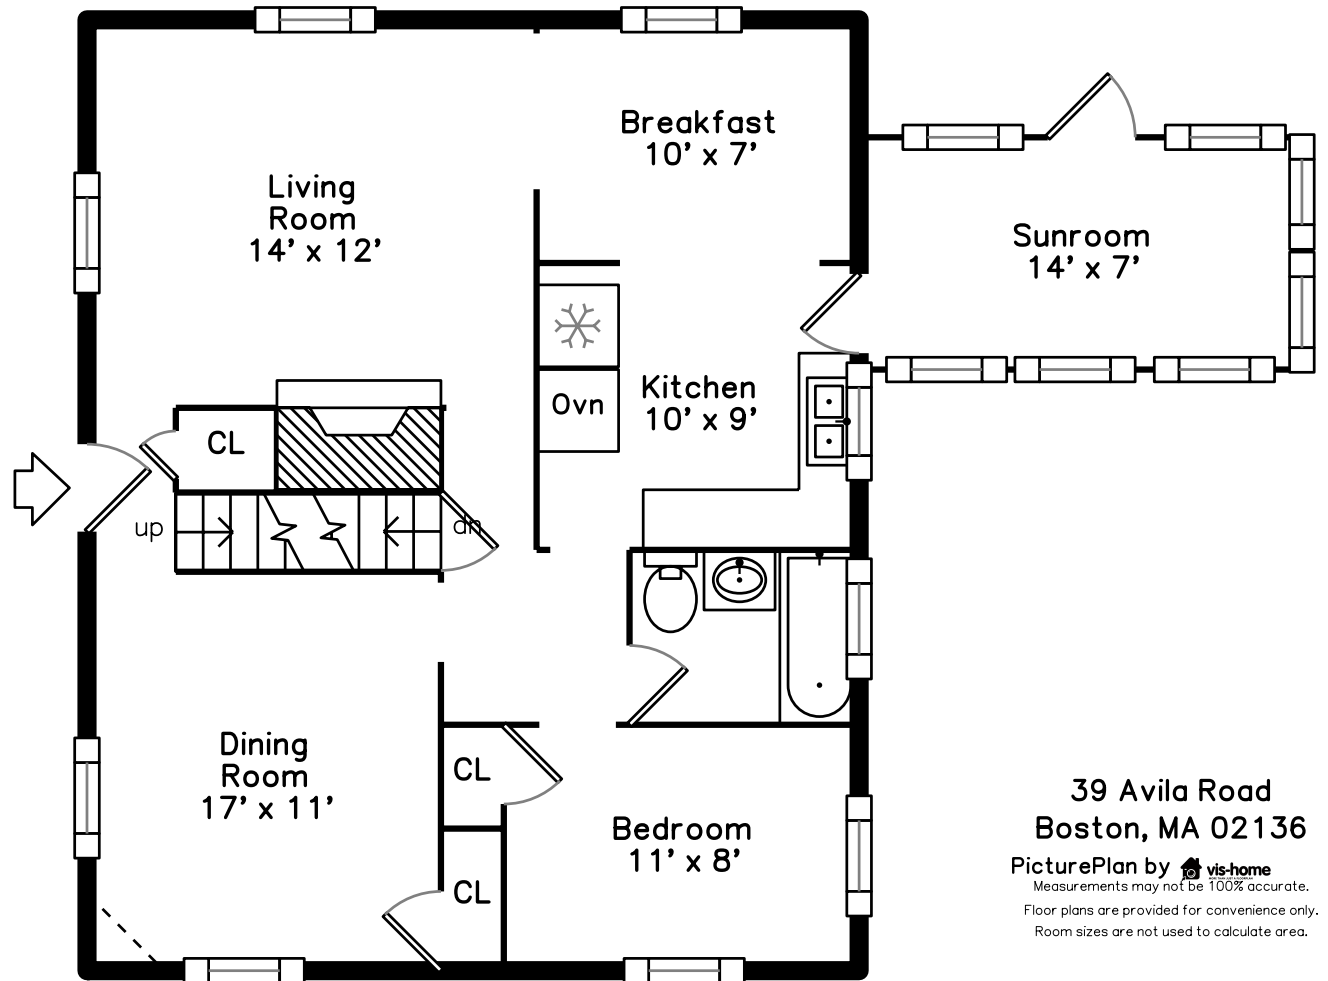 Breakfast
10' x 7'
Living
Room
14' x 12'
Sunroom
14' x 7'
Kitchen
10' x 9'
Ovn
CL
up
dn
Dining
Room
17' x 11'
CL
Bedroom
11' x 8'
CL
39 Avila Road
Boston, MA 02136
PicturePlan by vis-home
Measurements may not be 100% accurate.
Floor plans are provided for convenience only.
Room sizes are not used to calculate area.